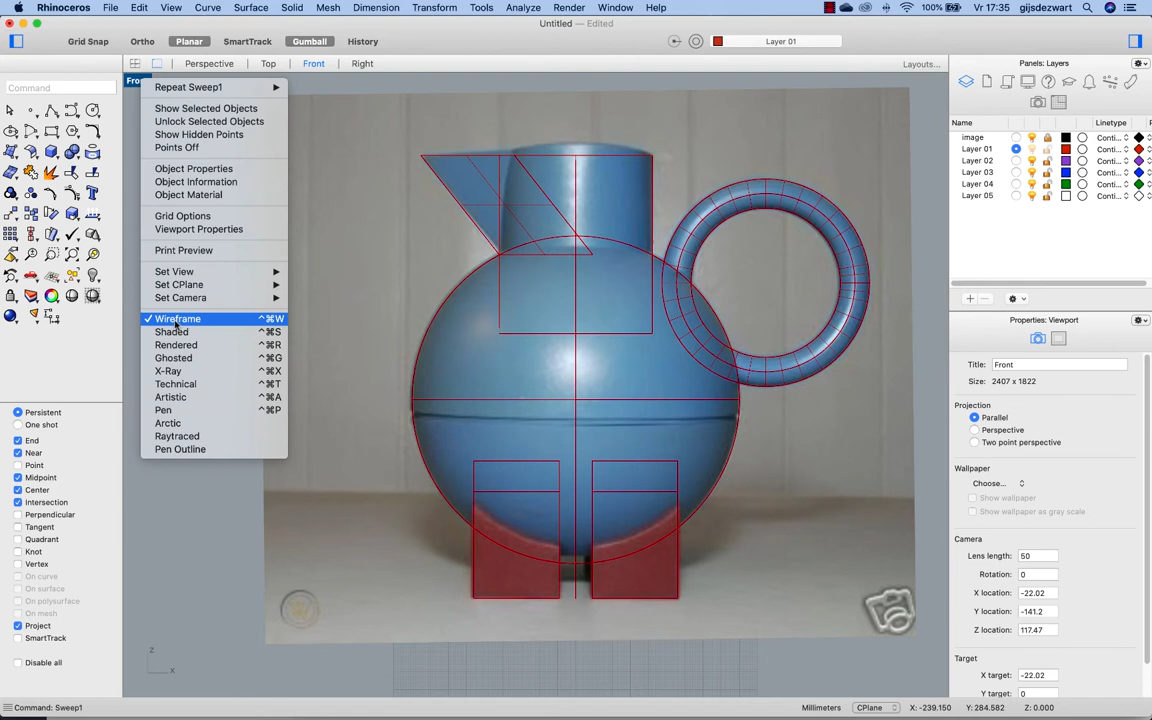 Rhinoceros File Edit View Curve Surface Solid Mesh Dimension Transform Tools Analyze Render Window Help 100% Vr 17:35 gijsdezwart
Untitled — Edited
Grid Snap Ortho Planar SmartTrack Gumball History Layer 01
Perspective Top Front Right Layouts... Panels: Layers
Command
Repeat Sweep1
Show Selected Objects
Unlock Selected Objects
Show Hidden Points
Points Off
Object Properties
Object Information
Object Material
Grid Options
Viewport Properties
Print Preview
Set View
Set CPlane
Set Camera
✓ Wireframe ^⌘W
Shaded ^⌘S
Rendered ^⌘R
Ghosted ^⌘G
X-Ray ^⌘X
Technical ^⌘T
Artistic ^⌘A
Pen ^⌘P
Arctic
Raytraced
Pen Outline
Persistent
One shot
End
Near
Point
Midpoint
Center
Intersection
Perpendicular
Tangent
Quadrant
Knot
Vertex
On curve
On surface
On polysurface
On mesh
Project
SmartTrack
Disable all
z
x
Name Material Linetype
image Conti...
Layer 01 Conti...
Layer 02 Conti...
Layer 03 Conti...
Layer 04 Conti...
Layer 05 Conti...
Properties: Viewport
Title: Front
Size: 2407 x 1822
Projection
Parallel
Perspective
Two point perspective
Wallpaper
Choose...
Show wallpaper
Show wallpaper as gray scale
Camera
Lens length: 50
Rotation: 0
X location: -22.02
Y location: -141.2
Z location: 117.47
Target
X target: -22.02
Y target: 0
Command: Sweep1 Millimeters CPlane X: -239.150 Y: 284.582 Z: 0.000